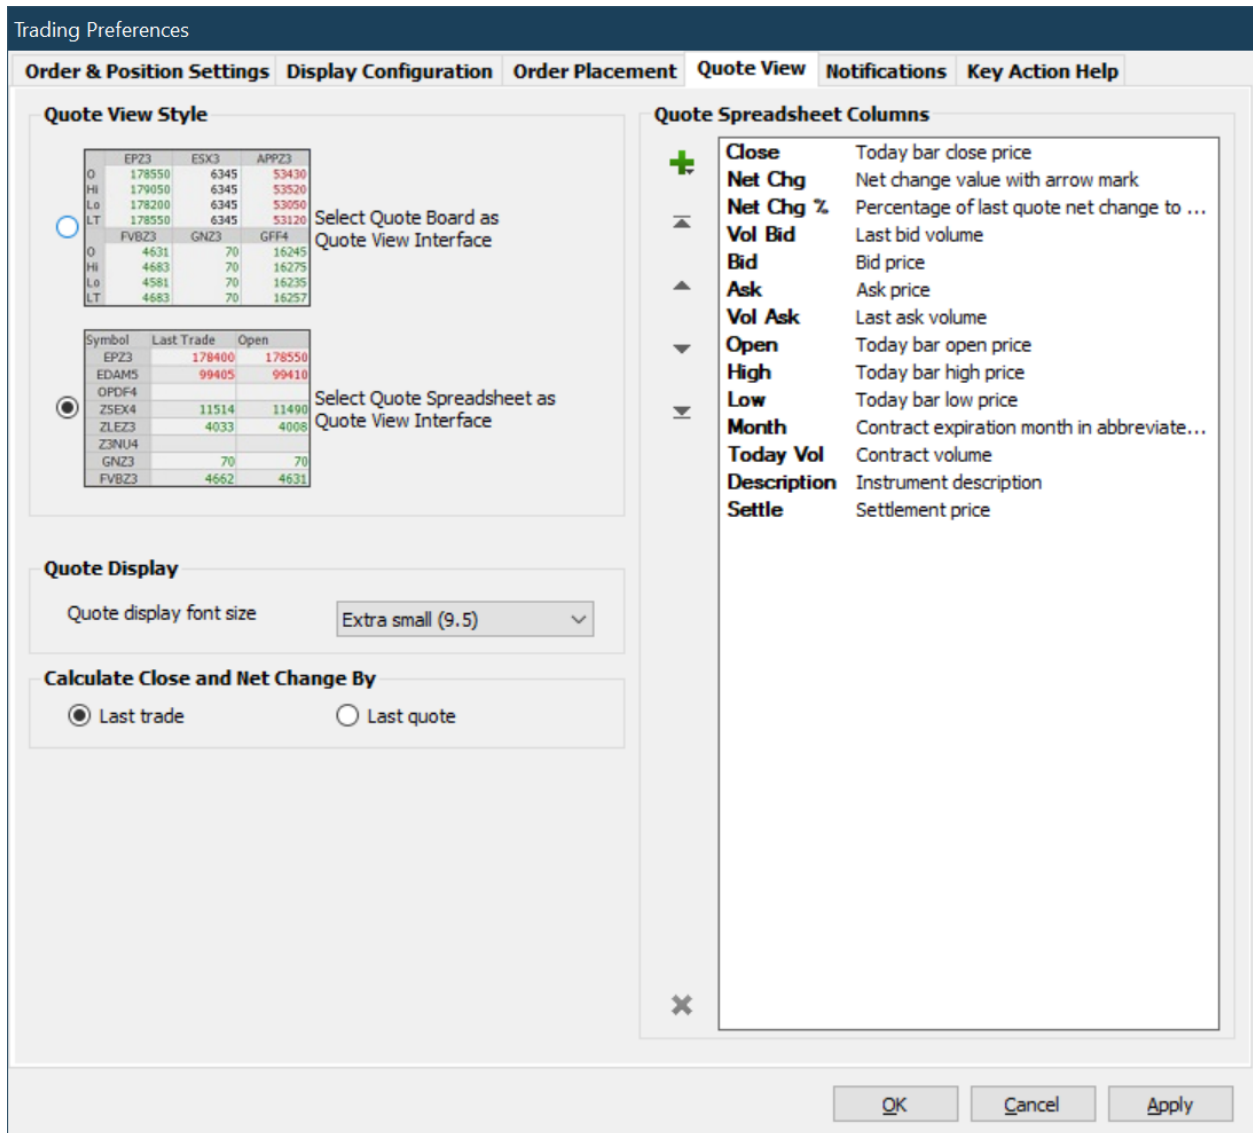 Trading Preferences
Order & Position Settings Display Configuration Order Placement Quote View Notifications Key Action Help
Quote View Style
EPZ3 ESX3 APPZ3
O 178550 6345 53430
Hi 179050 6345 53520
Lo 178200 6345 53050
LT 178550 6345 53120
FVBZ3 GNZ3 GFF4
O 4631 70 16245
Hi 4683 70 16275
Lo 4581 70 16235
LT 4683 70 16257
Select Quote Board as
Quote View Interface
Symbol Last Trade Open
EPZ3 178400 178550
EDAM5 99405 99410
OPDF4
ZSEX4 11514 11490
ZLEZ3 4033 4008
Z3NU4
GNZ3 70 70
FVBZ3 4662 4631
Select Quote Spreadsheet as
Quote View Interface
Quote Display
Quote display font size Extra small (9.5)
Calculate Close and Net Change By
Last trade Last quote
Quote Spreadsheet Columns
Close Today bar close price
Net Chg Net change value with arrow mark
Net Chg % Percentage of last quote net change to ...
Vol Bid Last bid volume
Bid Bid price
Ask Ask price
Vol Ask Last ask volume
Open Today bar open price
High Today bar high price
Low Today bar low price
Month Contract expiration month in abbreviate...
Today Vol Contract volume
Description Instrument description
Settle Settlement price
OK Cancel Apply